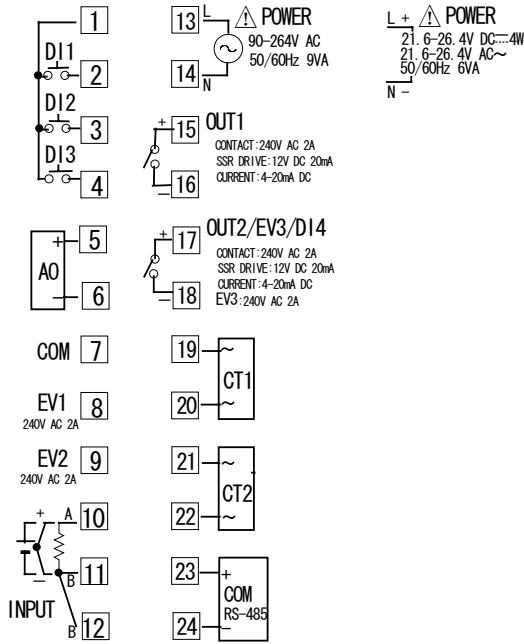 1
DI1
2
DI2
3
DI3
4
13 L ⚠ POWER
90-264V AC
50/60Hz 9VA
14 N
L + ⚠ POWER
21.6-26.4V DC⎓4W
21.6-26.4V AC～
50/60Hz 6VA
N -
+ 15 OUT1
CONTACT:240V AC 2A
SSR DRIVE:12V DC 20mA
CURRENT:4-20mA DC
- 16
+ 5
AO
- 6
+ 17 OUT2/EV3/DI4
CONTACT:240V AC 2A
SSR DRIVE:12V DC 20mA
CURRENT:4-20mA DC
EV3:240V AC 2A
- 18
COM 7
EV1 8
240V AC 2A
EV2 9
240V AC 2A
19 ~
CT1
20 ~
21 ~
CT2
22 ~
+ A 10
- B 11
INPUT
B 12
23 +
COM
RS-485
24 -